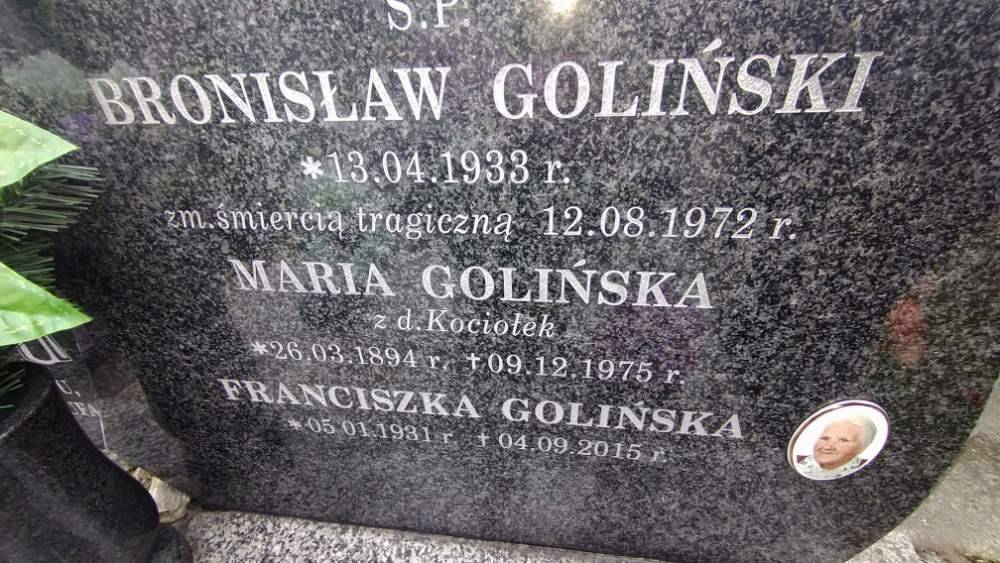 Ś.P.
BRONISŁAW GOLIŃSKI
*13.04.1933 r.
zm.śmiercią tragiczną 12.08.1972 r.
MARIA GOLIŃSKA
z d.Kociołek
*26.03.1894 r. †09.12.1975 r.
FRANCISZKA GOLIŃSKA
*05 01.1931 r. †04.09.2015 r.